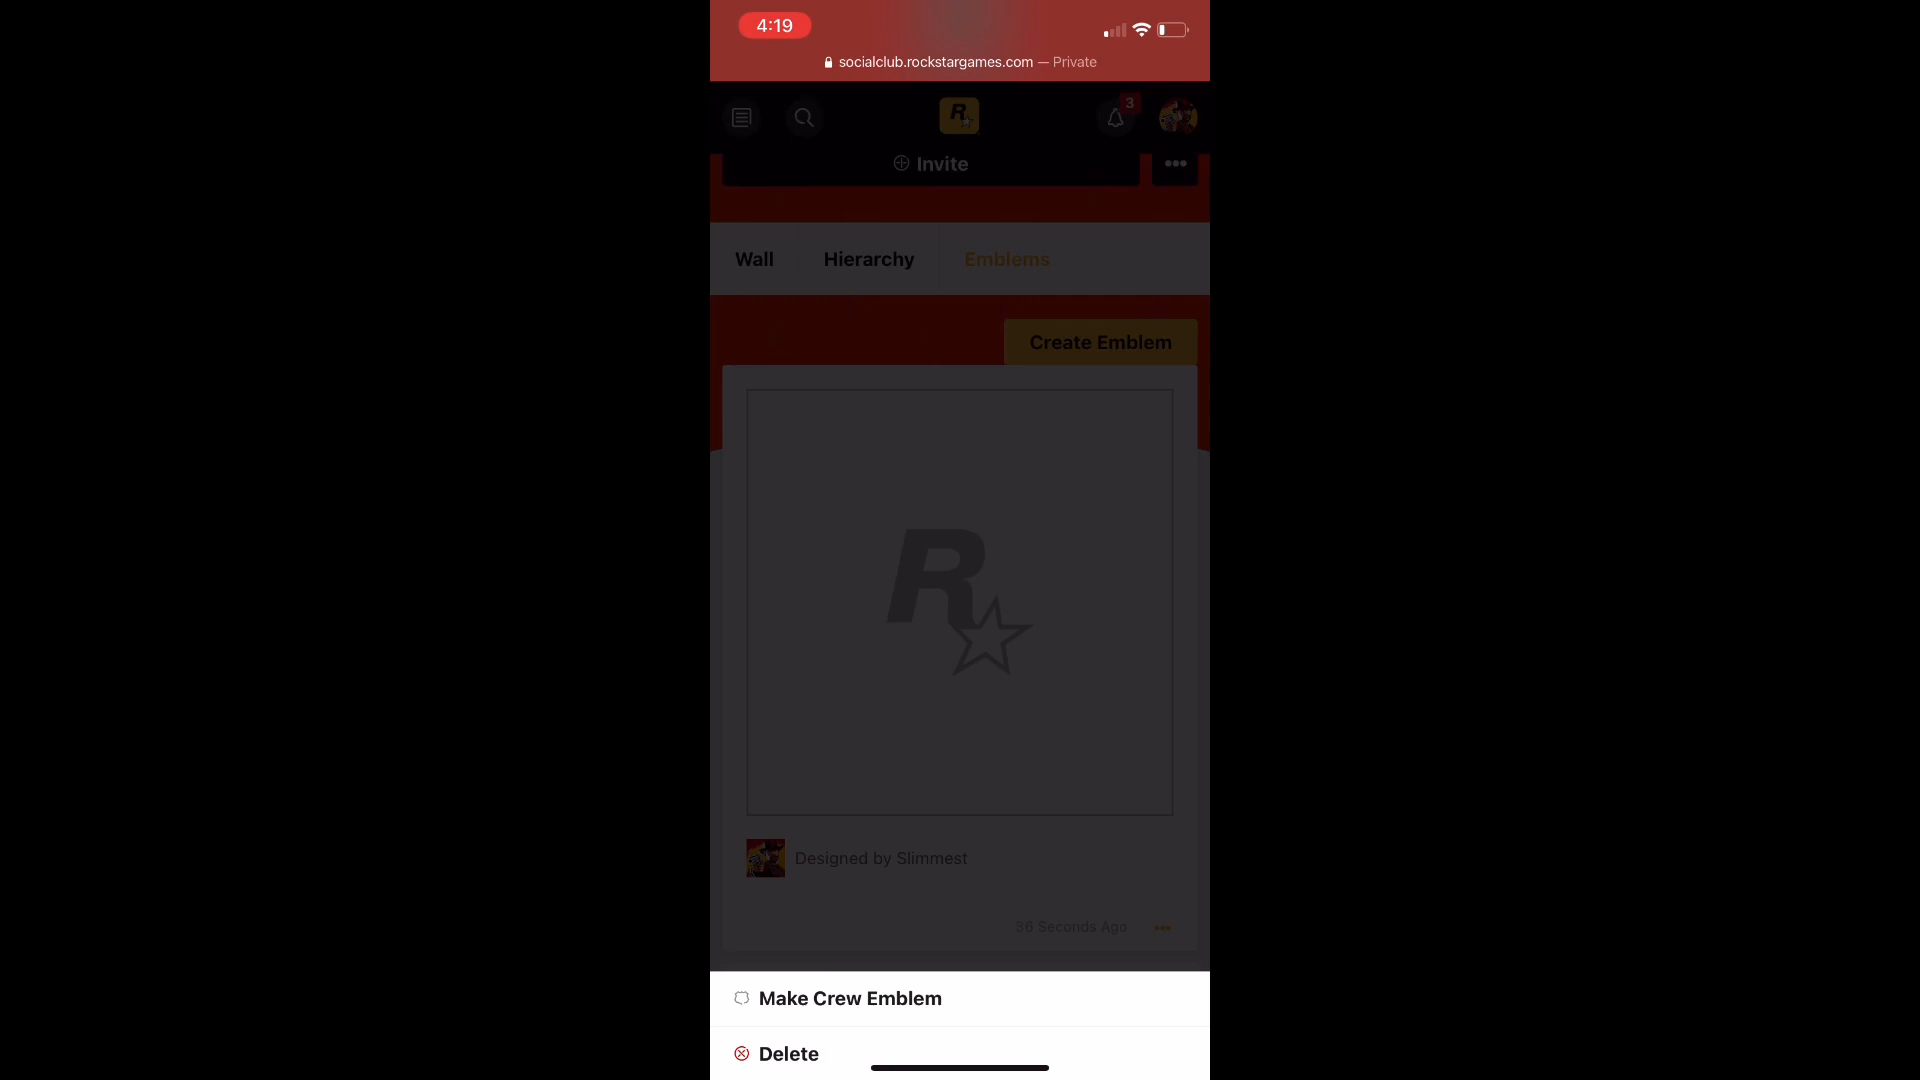 4:19
socialclub.rockstargames.com — Private
3
R
Invite
Wall Hierarchy Emblems
Create Emblem
R
Designed by Slimmest
36 Seconds Ago
Make Crew Emblem
Delete